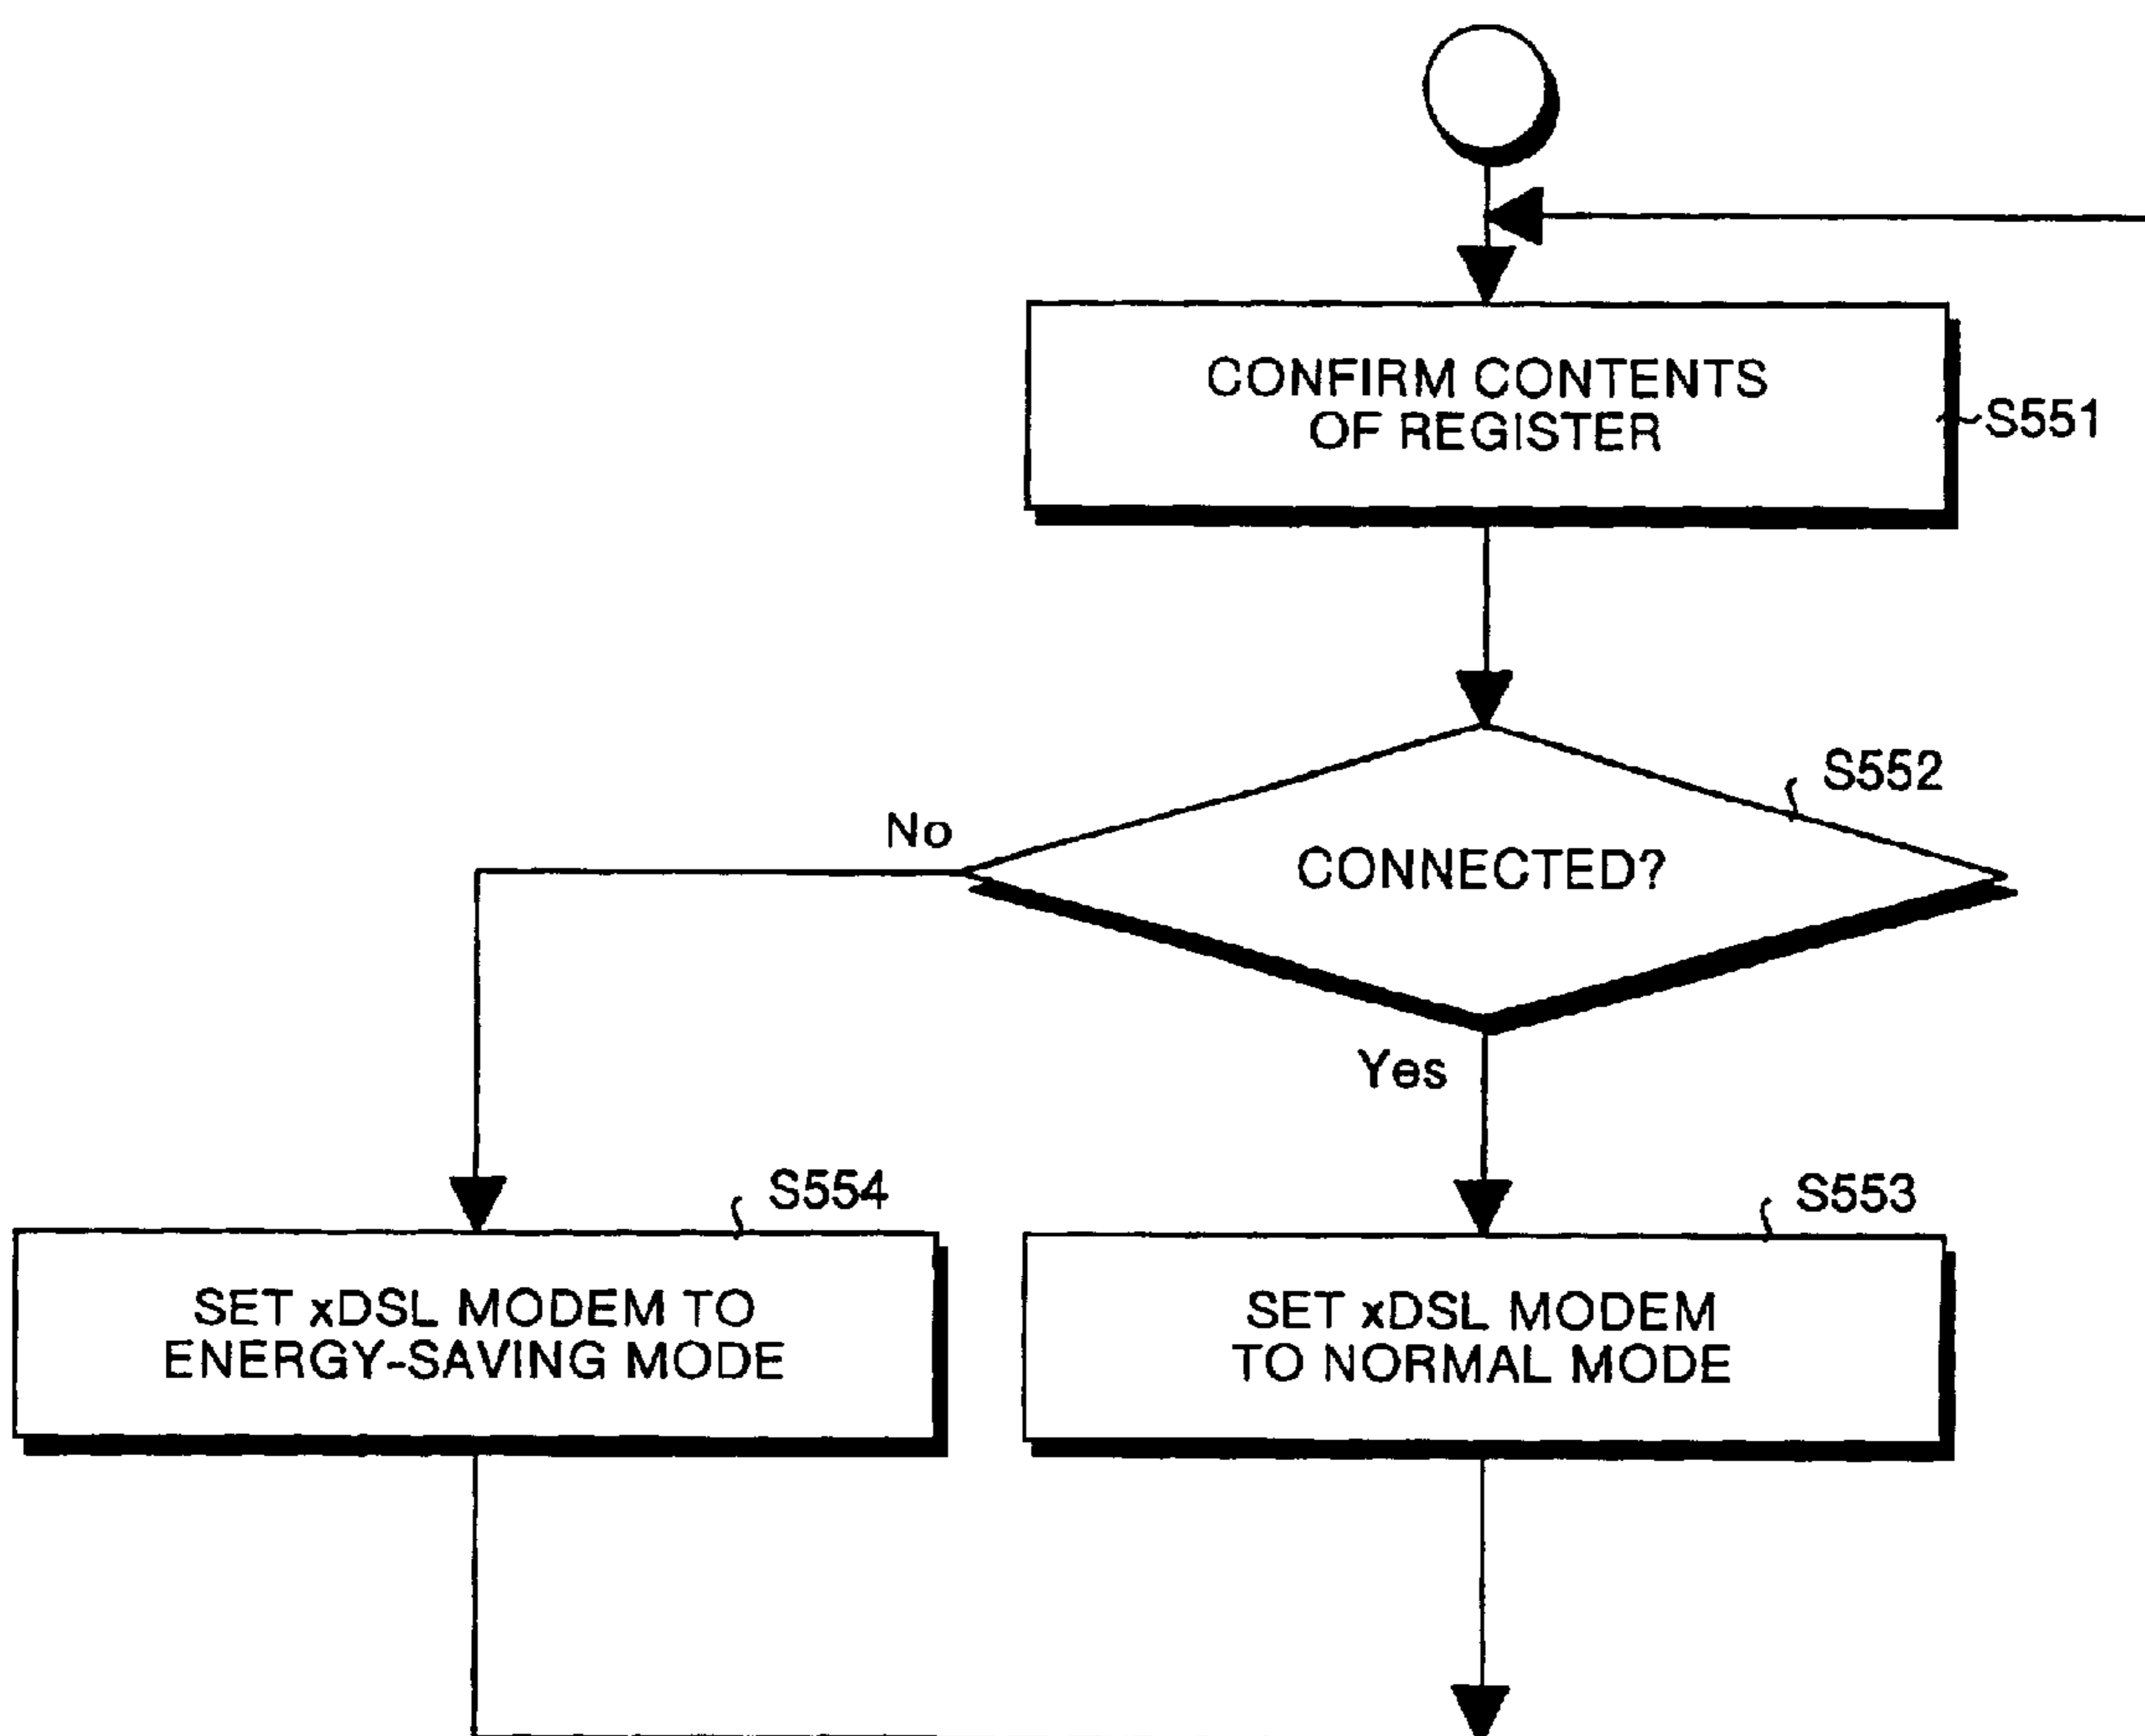 CONFIRM CONTENTS
OF REGISTER
S551
S552
No
CONNECTED?
Yes
S554
S553
SET xDSL MODEM TO
ENERGY-SAVING MODE
SET xDSL MODEM
TO NORMAL MODE